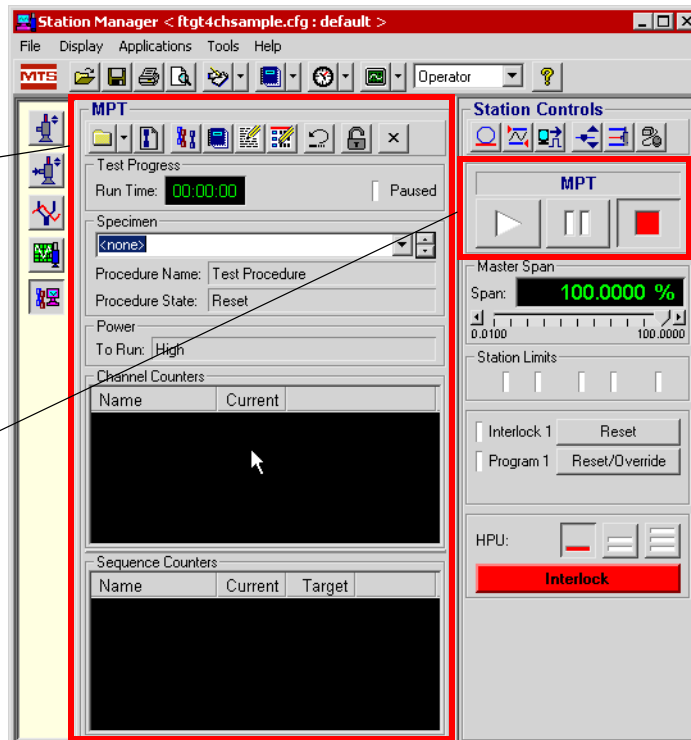 Station Manager < ftgt4chsample.cfg : default >
File Display Applications Tools Help
MTS
Operator
MPT
Test Progress
Run Time: 00:00:00
Paused
Specimen
<none>
Procedure Name: Test Procedure
Procedure State: Reset
Power
To Run: High
Channel Counters
Name Current
Sequence Counters
Name Current Target
Station Controls
MPT
Master Span
Span: 100.0000 %
0.0100 100.0000
Station Limits
Interlock 1 Reset
Program 1 Reset/Override
HPU:
Interlock